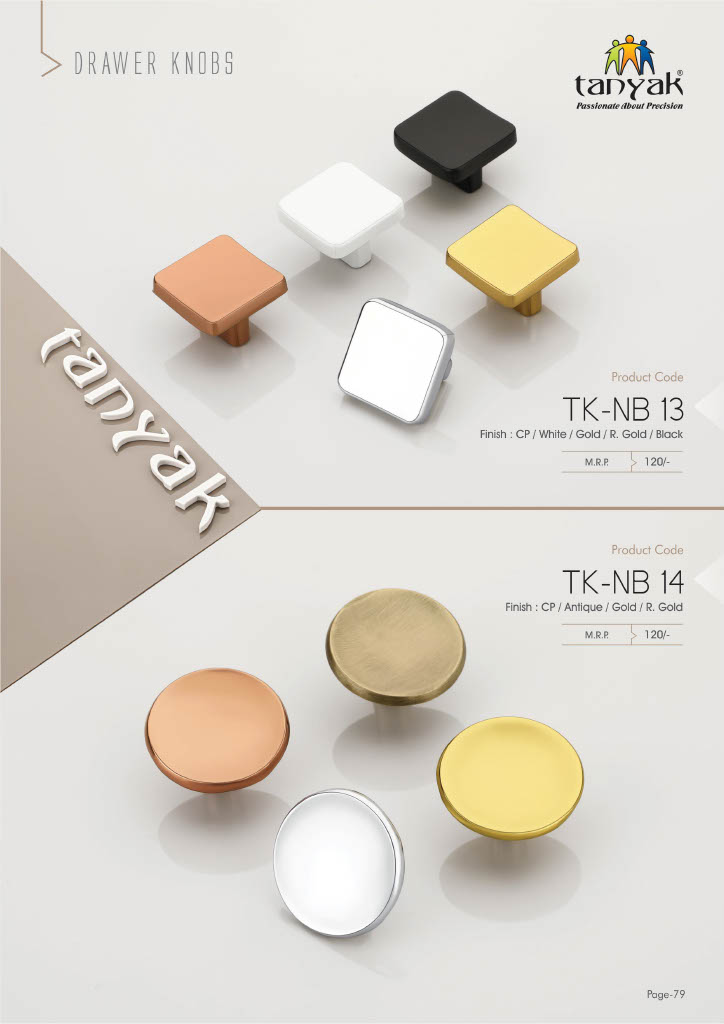 DRAWER KNOBS
tanyak®
Passionate About Precision
tanyak
Product Code
TK-NB 13
Finish : CP / White / Gold / R. Gold / Black
M.R.P. 120/-
Product Code
TK-NB 14
Finish : CP / Antique / Gold / R. Gold
M.R.P. 120/-
Page-79